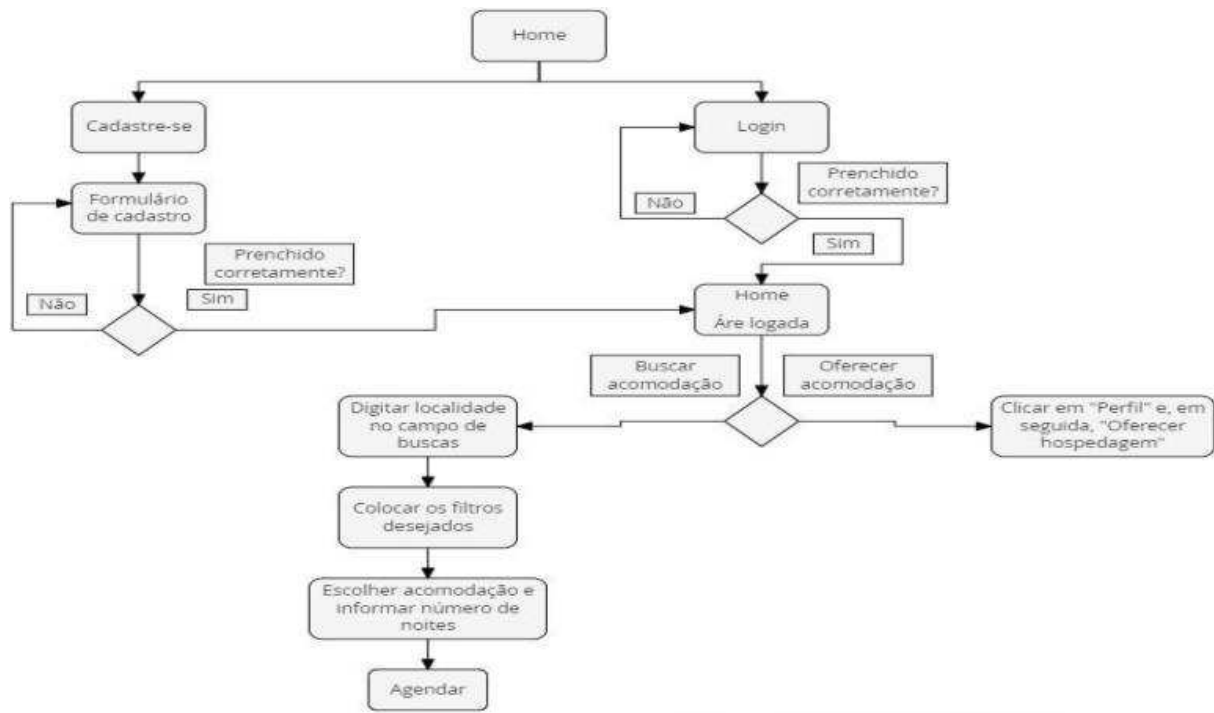 Home
Cadastre-se
Login
Formulário
de cadastro
Prenchido
corretamente?
Não
Sim
Prenchido
corretamente?
Não
Sim
Home
Áre logada
Buscar
acomodação
Oferecer
acomodação
Digitar localidade
no campo de
buscas
Clicar em "Perfil" e, em
seguida, "Oferecer
hospedagem"
Colocar os filtros
desejados
Escolher acomodação e
informar número de
noites
Agendar